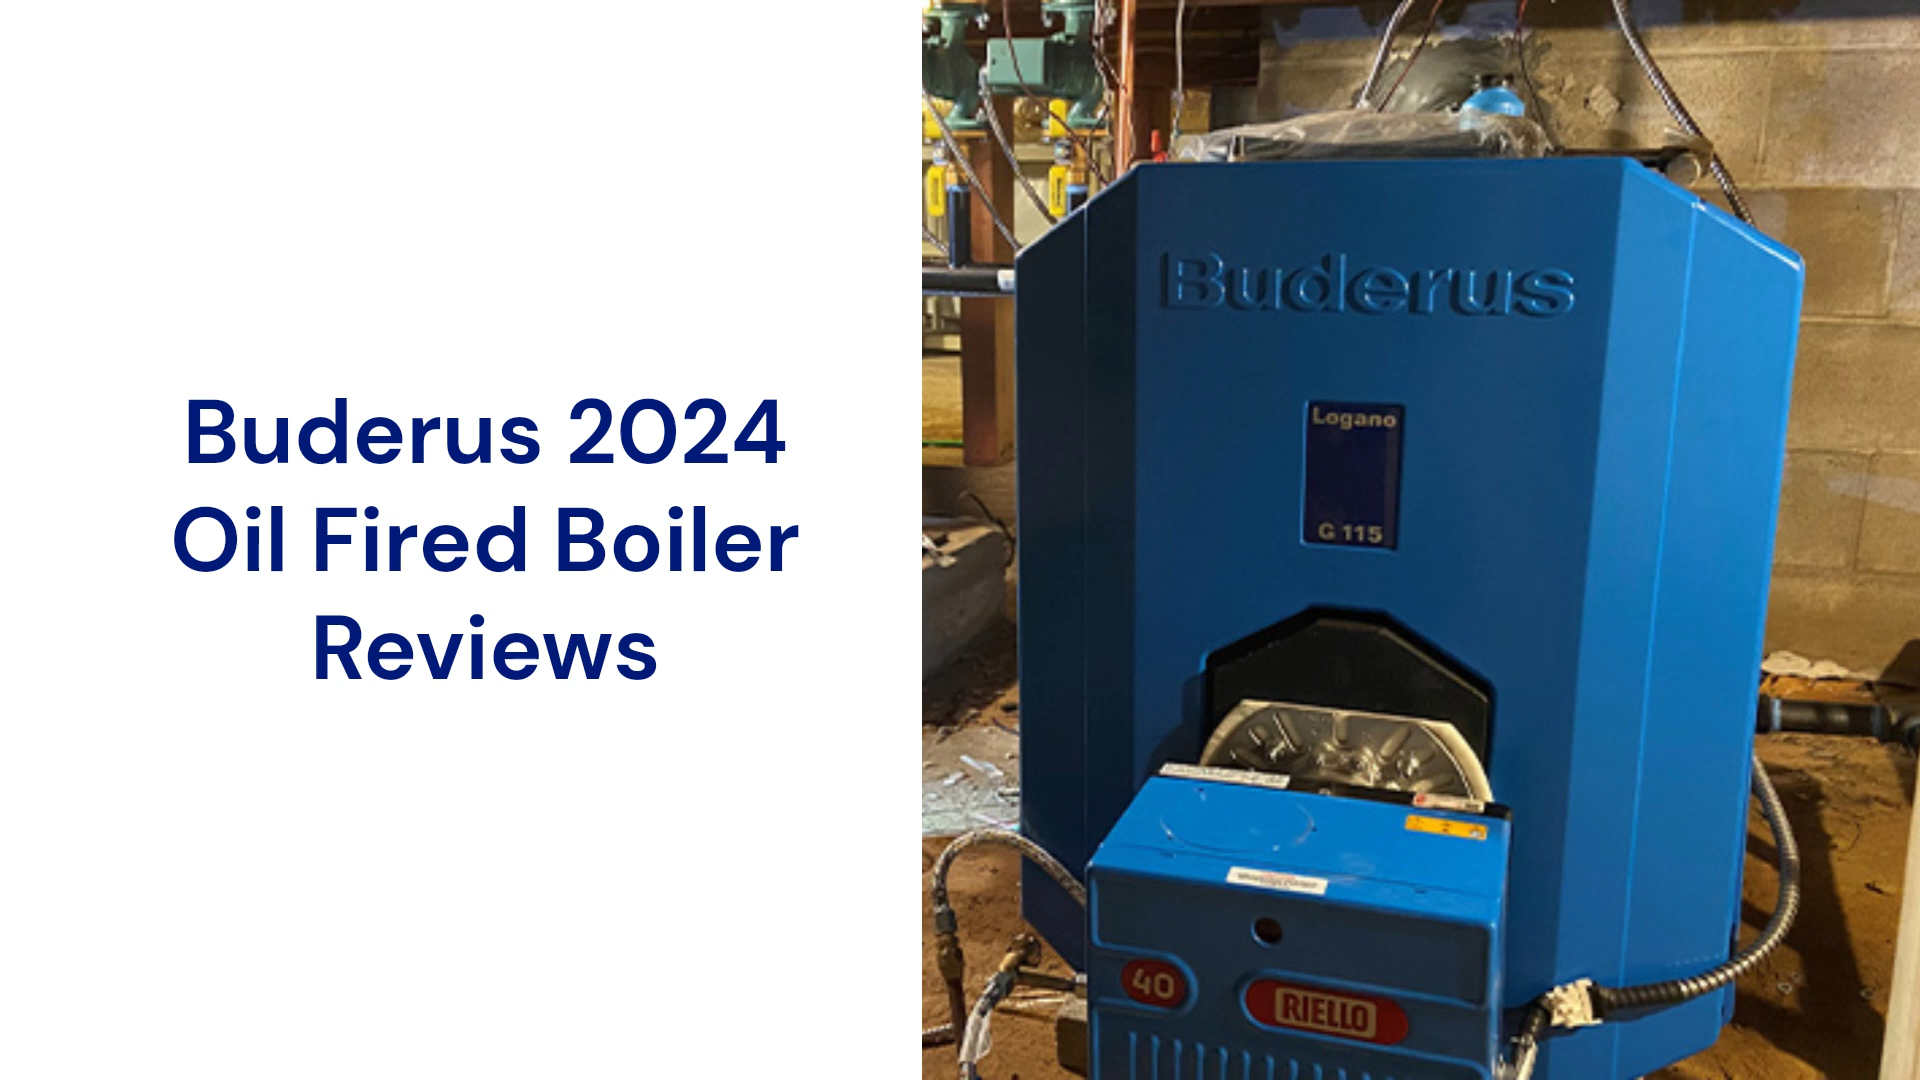 Buderus 2024
Oil Fired Boiler
Reviews
Buderus
Logano
G 115
40
RIELLO